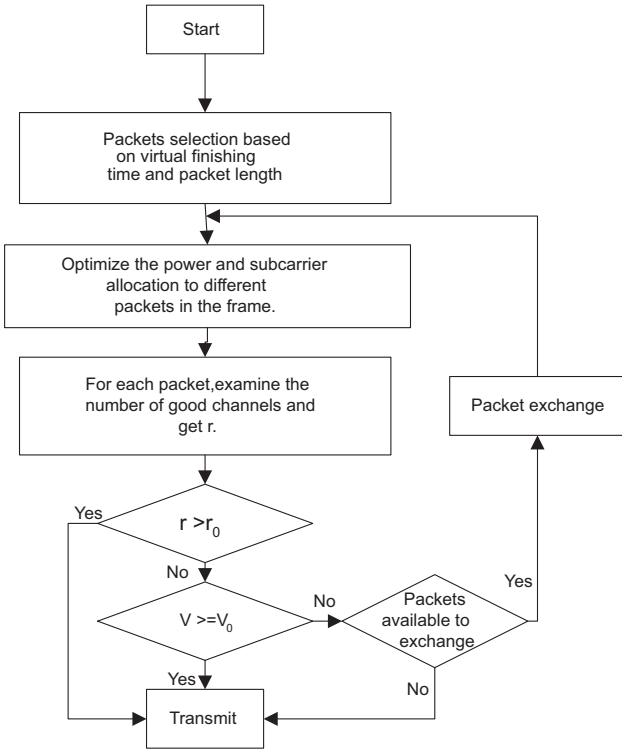 Start
Packets selection based
on virtual finishing
time and packet length
Optimize the power and subcarrier
allocation to different
packets in the frame.
For each packet,examine the
number of good channels and
get r.
Packet exchange
Yes
r >r0
No
V >=V0
No
Packets
available to
exchange
Yes
Yes
No
Transmit